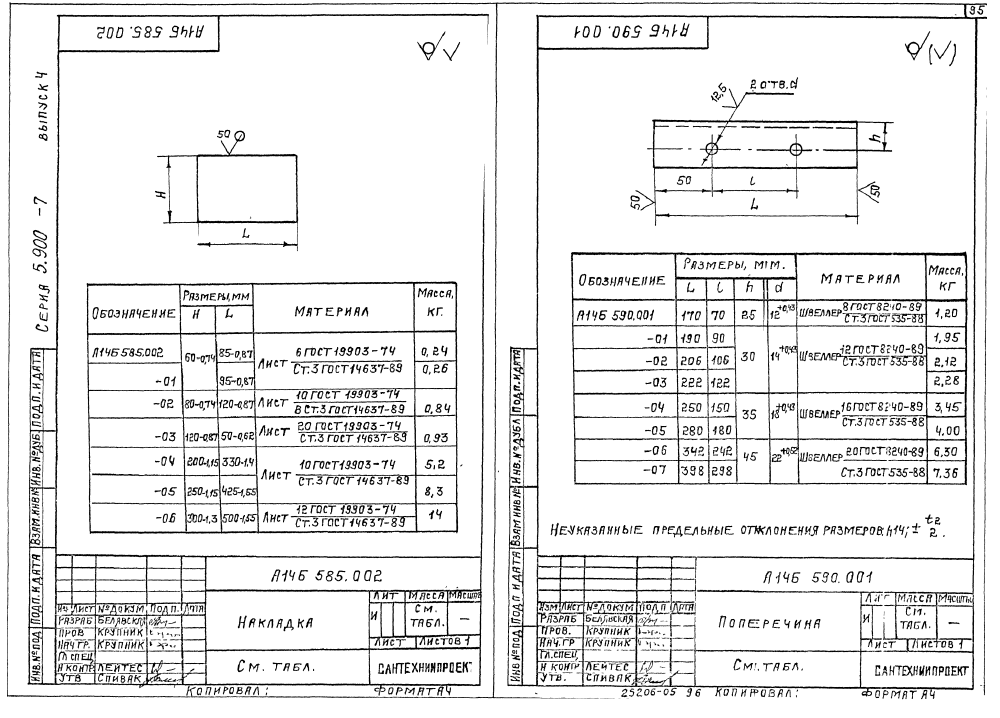 95
А14Б 585.002
Серия 5.900-7 выпуск 4
50
H
L
Обозначение Размеры,мм Материал Масса, кг.
H L
А14Б 585.002 60-0,74 85-0,87 Лист 6 ГОСТ 19903-74 0,24
Ст.3 ГОСТ 14637-89 0,26
-01 95-0,87
-02 80-0,74 120-0,87 Лист 10 ГОСТ 19903-74
В Ст.3 ГОСТ 14637-89 0,84
-03 120-0,87 50-0,62 Лист 20 ГОСТ 19903-74
Ст.3 ГОСТ 14637-89 0,93
-04 200-1,15 330-1,4 Лист 10 ГОСТ 19903-74 5,2
Ст.3 ГОСТ 14637-89
-05 250-1,15 425-1,55 8,3
-06 300-1,3 500-1,55 Лист 12 ГОСТ 19903-74 14
Ст.3 ГОСТ 14637-89
Инв.№под Подп. и дата Взам.инв№ Инв.№дуб. Подп. и дата
А14Б 585.002
Изм Лист №докум. Подп. Дата
Разраб Белявская
Пров Крупник
Нач.гр. Крупник
Гл.спец.
Н контр Лейтес
Утв Спивак
Накладка
См. табл.
Лит Масса Масштаб
И См. табл. —
Лист Листов 1
Сантехниипроект
Копировал: Формат А4
А14Б 590.001
2 отв. d
12,5
h
50 l
L
50
50
Обозначение Размеры, мм. Материал Масса, кг
L l h d
А14Б 590.001 170 70 25 12+0,43 Швеллер 8 ГОСТ 8240-89 1,20
Ст.3 ГОСТ 535-88
-01 190 90 1,95
-02 206 106 30 14+0,43 Швеллер 12 ГОСТ 8240-89 2,12
Ст.3 ГОСТ 535-88
-03 222 122 2,28
-04 250 150 35 18+0,43 Швеллер 16 ГОСТ 8240-89 3,45
Ст.3 ГОСТ 535-88
-05 280 180 4,00
-06 342 242 45 22+0,52 Швеллер 20 ГОСТ 8240-89 6,30
-07 398 298 Ст.3 ГОСТ 535-88 7,36
Неуказанные предельные отклонения размеров: h14; ± t2/2.
Инв.№под Подп. и дата Взам.инв№ Инв.№дубл Подп. и дата
А14Б 590.001
Изм Лист №докум Подп Дата
Разраб Белявская
Пров. Крупник
Нач.гр. Крупник
Гл.спец.
Н контр Лейтес
Утв. Спивак
Поперечина
См. табл.
Лит Масса Масштаб
И См. табл. —
Лист Листов 1
Сантехниипроект
25206-05 96 Копировал: Формат А4